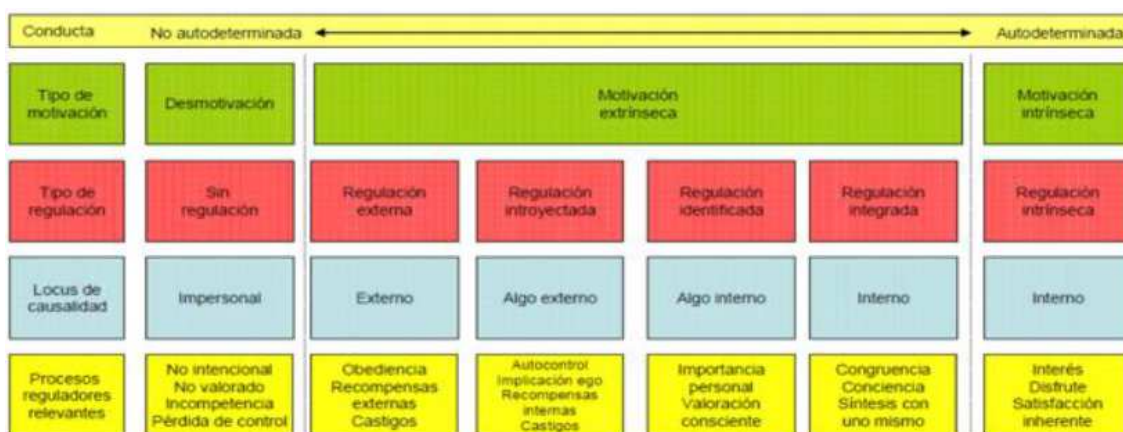 Conducta No autodeterminada Autodeterminada
Tipo de
motivación
Desmotivación
Motivación
extrínseca
Motivación
intrínseca
Tipo de
regulación
Sin
regulación
Regulación
externa
Regulación
introyectada
Regulación
identificada
Regulación
integrada
Regulación
intrínseca
Locus de
causalidad
Impersonal
Externo
Algo externo
Algo interno
Interno
Interno
Procesos
reguladores
relevantes
No intencional
No valorado
Incompetencia
Pérdida de control
Obediencia
Recompensas
externas
Castigos
Autocontrol
Implicación ego
Recompensas
internas
Castigos
Importancia
personal
Valoración
consciente
Congruencia
Conciencia
Síntesis con
uno mismo
Interés
Disfrute
Satisfacción
inherente